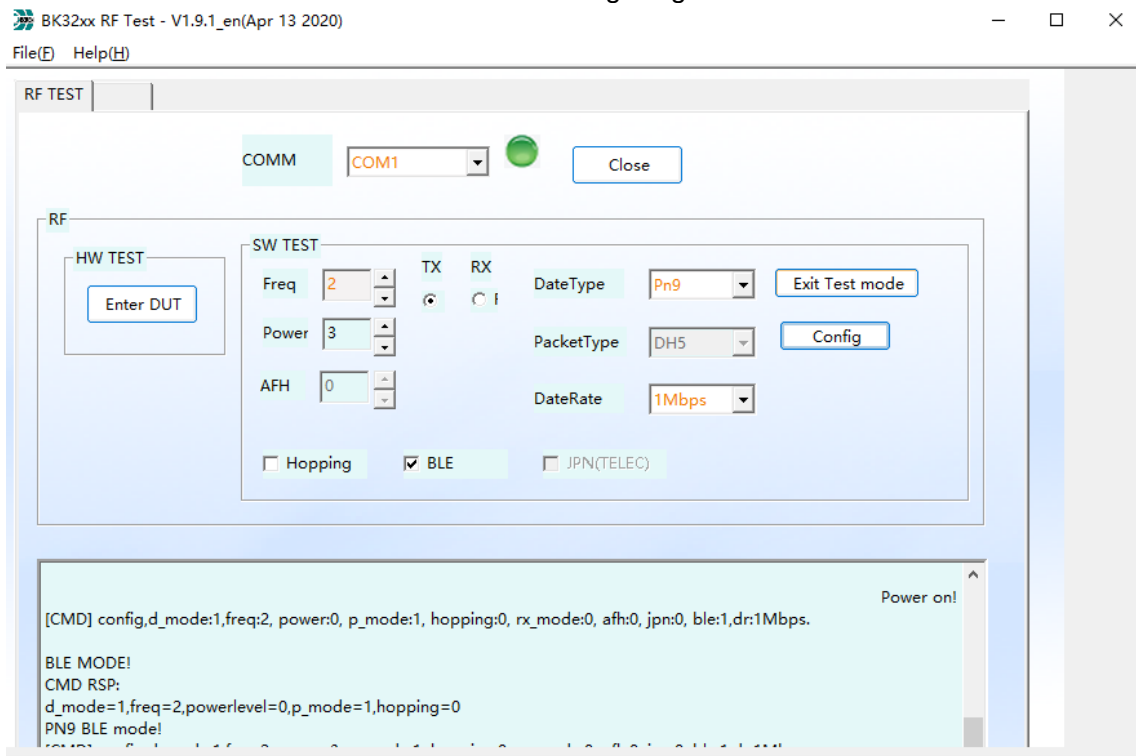 BK32xx RF Test - V1.9.1_en(Apr 13 2020)
File(F) Help(H)
RF TEST
COMM COM1 Close
RF
HW TEST
Enter DUT
SW TEST
Freq 2 TX RX DateType Pn9 Exit Test mode
Power 3 PacketType DH5 Config
AFH 0 DateRate 1Mbps
Hopping BLE JPN(TELEC)
Power on!
[CMD] config,d_mode:1,freq:2, power:0, p_mode:1, hopping:0, rx_mode:0, afh:0, jpn:0, ble:1,dr:1Mbps.
BLE MODE!
CMD RSP:
d_mode=1,freq=2,powerlevel=0,p_mode=1,hopping=0
PN9 BLE mode!